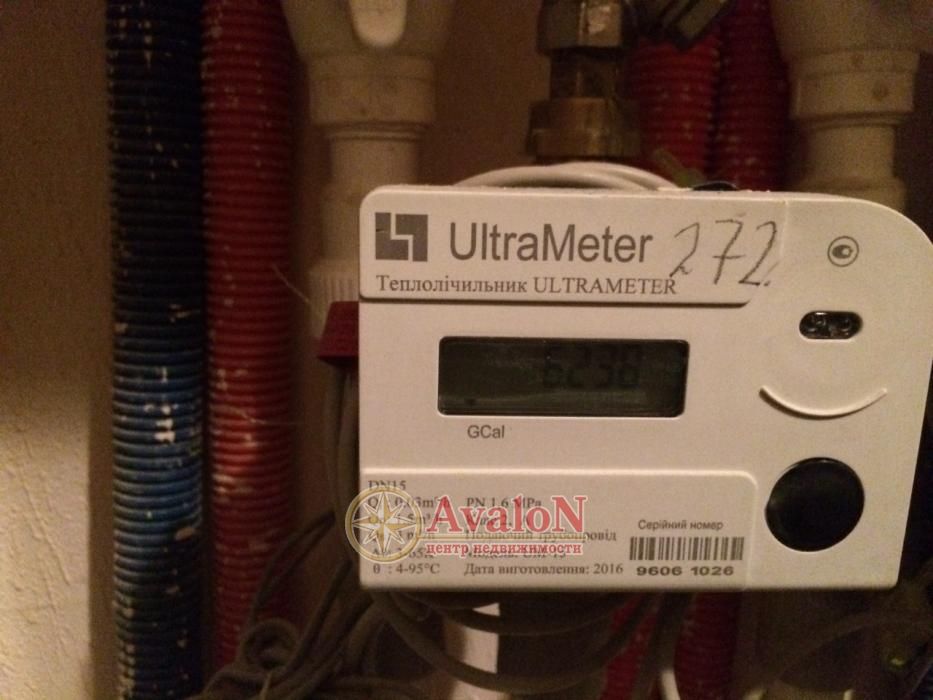 UltraMeter
272.
Теплолічильник ULTRAMETER
6238
GCal
DN15
PN 1.6 MPa
AvaloN
центр недвижимости
θ : 4-95°C
Дата виготовлення: 2016
Серійний номер
9606 1026